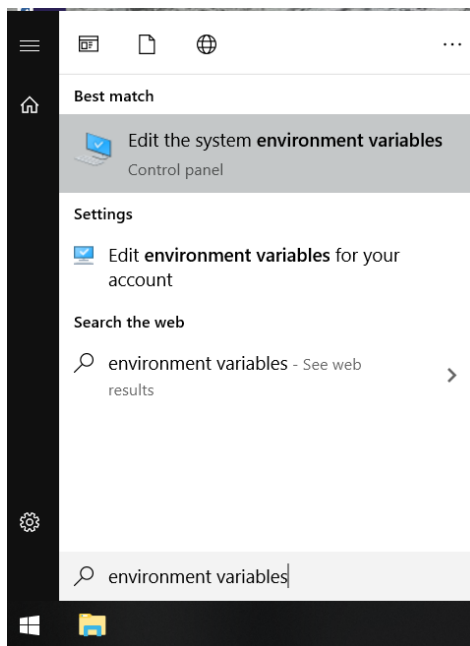 Best match
Edit the system environment variables
Control panel
Settings
Edit environment variables for your
account
Search the web
environment variables - See web
results
environment variables